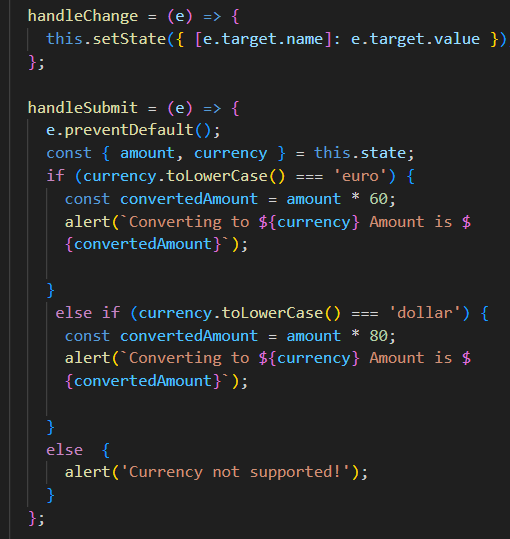 handleChange = (e) => {
  this.setState({ [e.target.name]: e.target.value })
};

handleSubmit = (e) => {
  e.preventDefault();
  const { amount, currency } = this.state;
  if (currency.toLowerCase() === 'euro') {
    const convertedAmount = amount * 60;
    alert(`Converting to ${currency} Amount is $
    {convertedAmount}`);

  }
   else if (currency.toLowerCase() === 'dollar') {
    const convertedAmount = amount * 80;
    alert(`Converting to ${currency} Amount is $
    {convertedAmount}`);

  }
  else  {
    alert('Currency not supported!');
  }
};